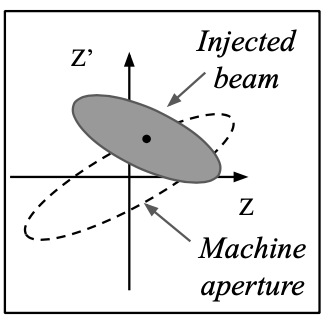 Injected
Z’
beam
Z
Machine
aperture